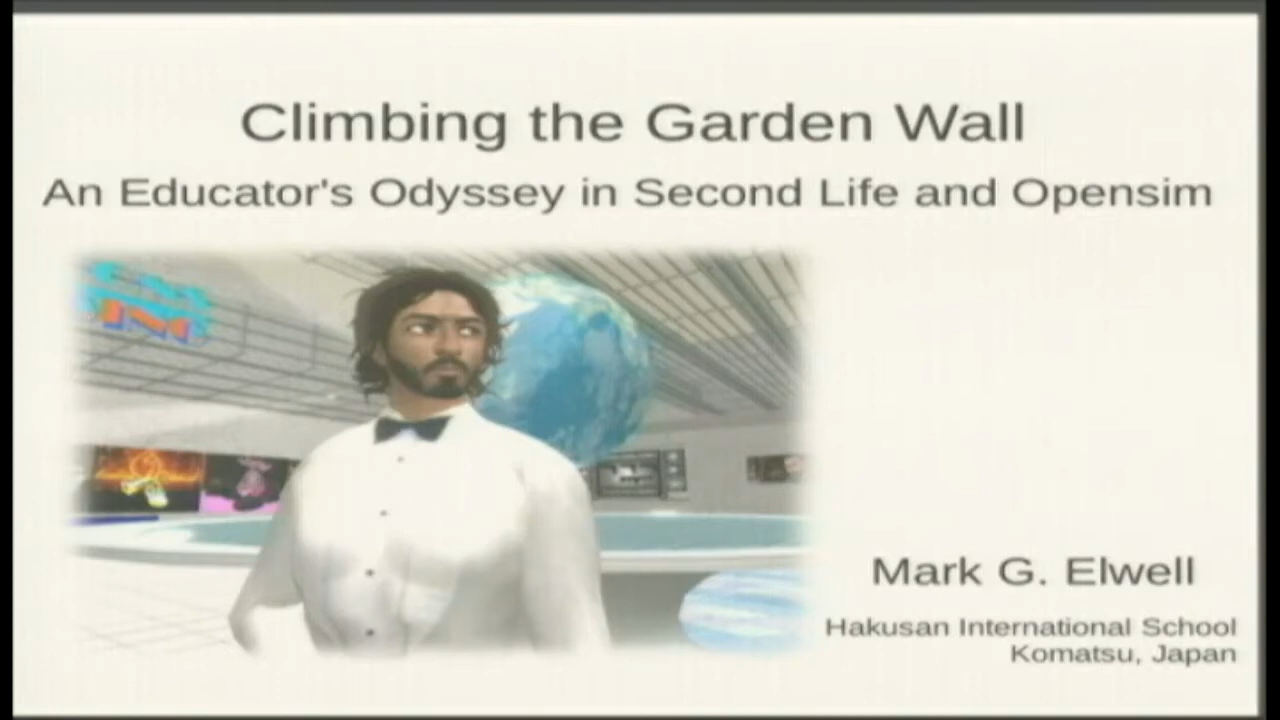 Climbing the Garden Wall
An Educator's Odyssey in Second Life and Opensim
Mark G. Elwell
Hakusan International School
Komatsu, Japan